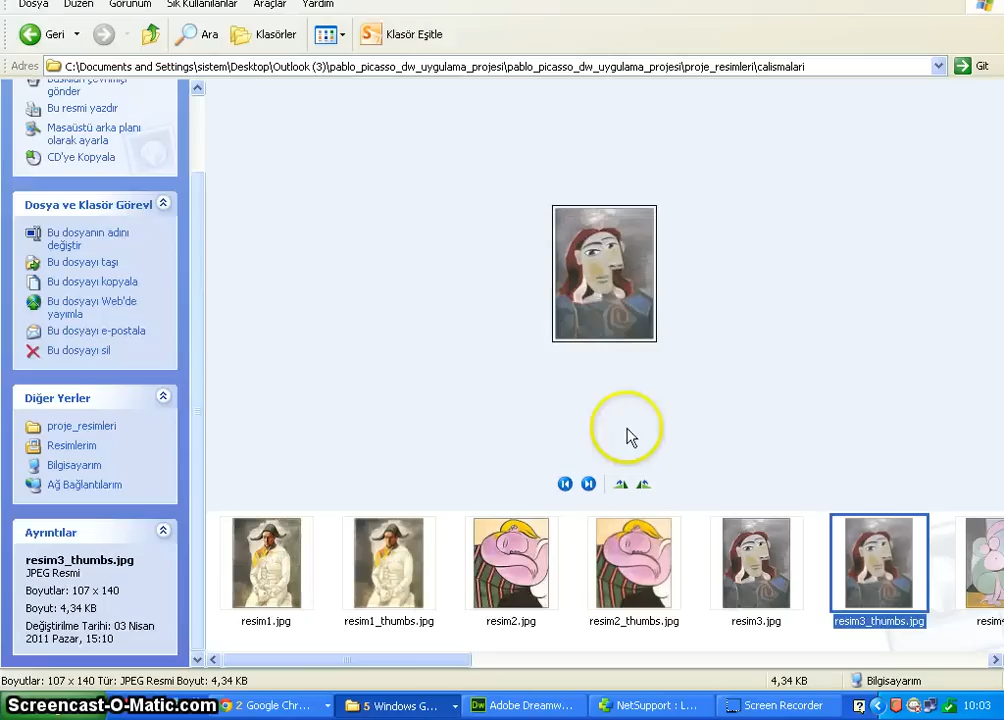 Dosya Düzen Görünüm Sık Kullanılanlar Araçlar Yardım
Geri Ara Klasörler Klasör Eşitle
Adres C:\Documents and Settings\sistem\Desktop\Outlook (3)\pablo_picasso_dw_uygulama_projesi\pablo_picasso_dw_uygulama_projesi\proje_resimleri\calismalari Git
gönder
Bu resmi yazdır
Masaüstü arka planı
olarak ayarla
CD'ye Kopyala
Dosya ve Klasör Görevl
Bu dosyanın adını
değiştir
Bu dosyayı taşı
Bu dosyayı kopyala
Bu dosyayı Web'de
yayımla
Bu dosyayı e-postala
Bu dosyayı sil
Diğer Yerler
proje_resimleri
Resimlerim
Bilgisayarım
Ağ Bağlantılarım
Ayrıntılar
resim3_thumbs.jpg
JPEG Resmi
Boyutlar: 107 x 140
Boyut: 4,34 KB
Değiştirilme Tarihi: 03 Nisan
2011 Pazar, 15:10
resim1.jpg resim1_thumbs.jpg resim2.jpg resim2_thumbs.jpg resim3.jpg resim3_thumbs.jpg resim4
Boyutlar: 107 x 140 Tür: JPEG Resmi Boyut: 4,34 KB 4,34 KB Bilgisayarım
Screencast-O-Matic.com 2 Google Chr... 5 Windows G... Adobe Dreamw... NetSupport : L... Screen Recorder 10:03